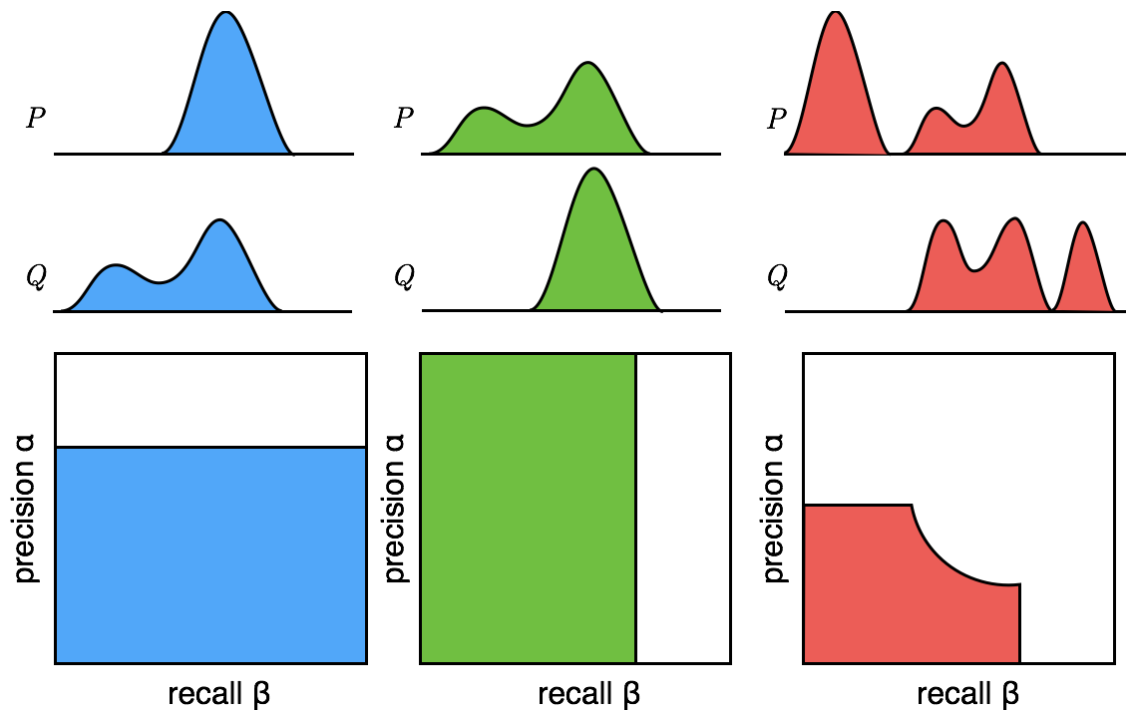 P
P
P
Q
Q
Q
precision α
precision α
precision α
recall β
recall β
recall β